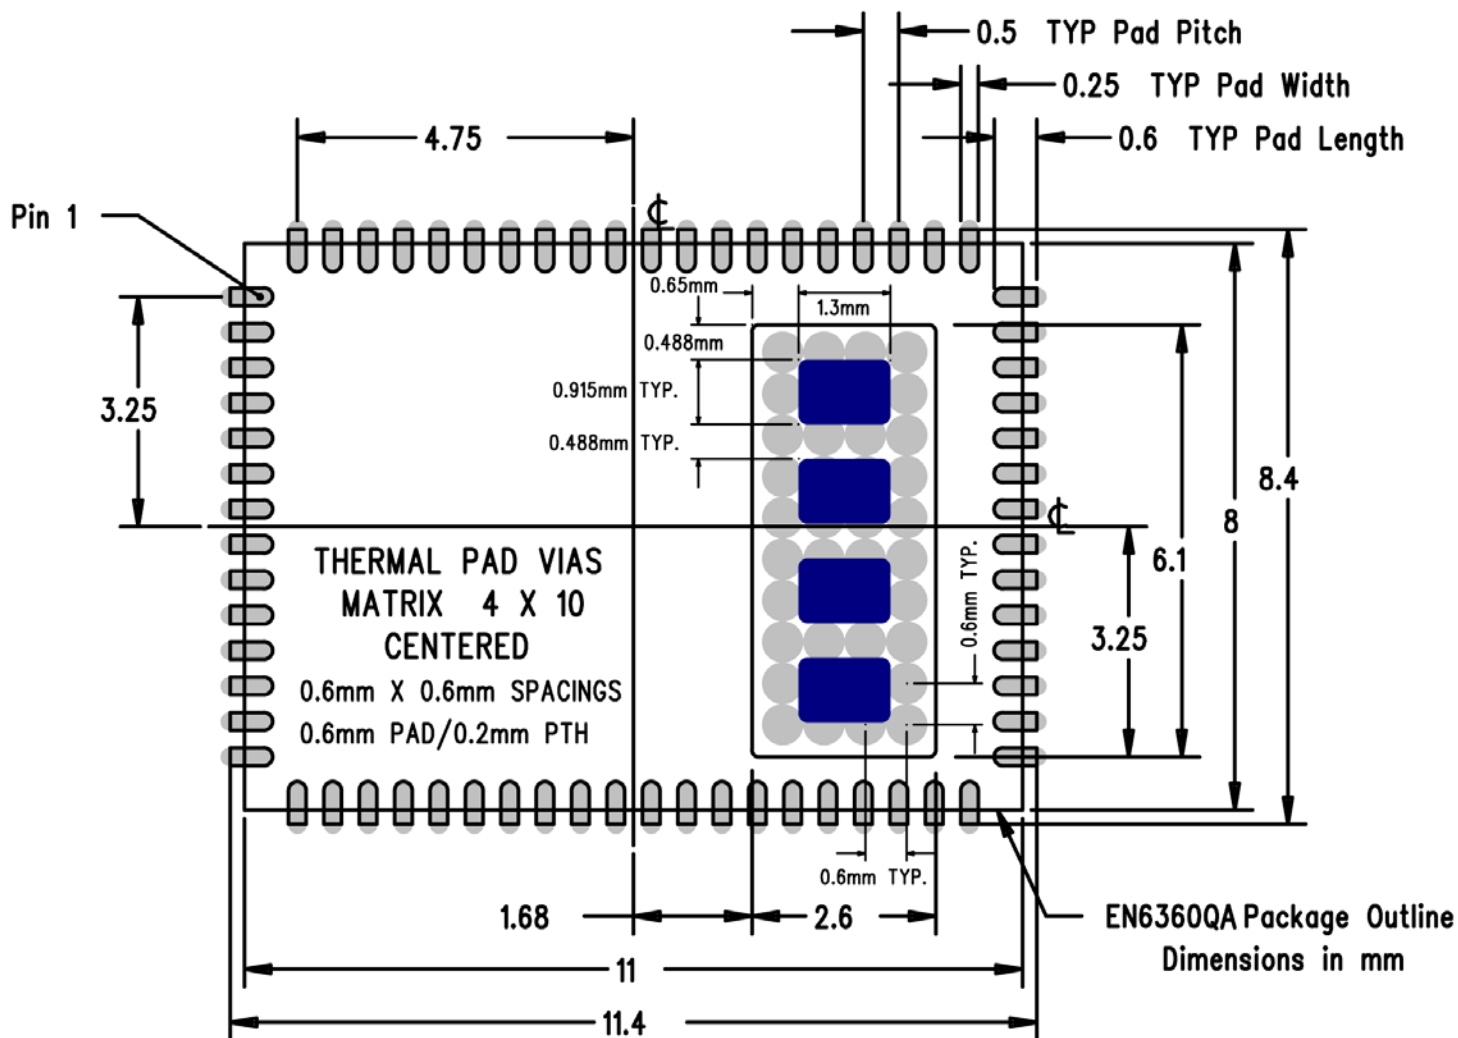 0.5 TYP Pad Pitch
0.25 TYP Pad Width
4.75
0.6 TYP Pad Length
Pin 1
℄
0.65mm
1.3mm
0.488mm
0.915mm TYP.
3.25
0.488mm TYP.
8.4
8
℄
6.1
THERMAL PAD VIAS
MATRIX 4 X 10
CENTERED
0.6mm X 0.6mm SPACINGS
0.6mm PAD/0.2mm PTH
0.6mm TYP.
3.25
0.6mm TYP.
1.68
2.6
EN6360QA Package Outline
Dimensions in mm
11
11.4